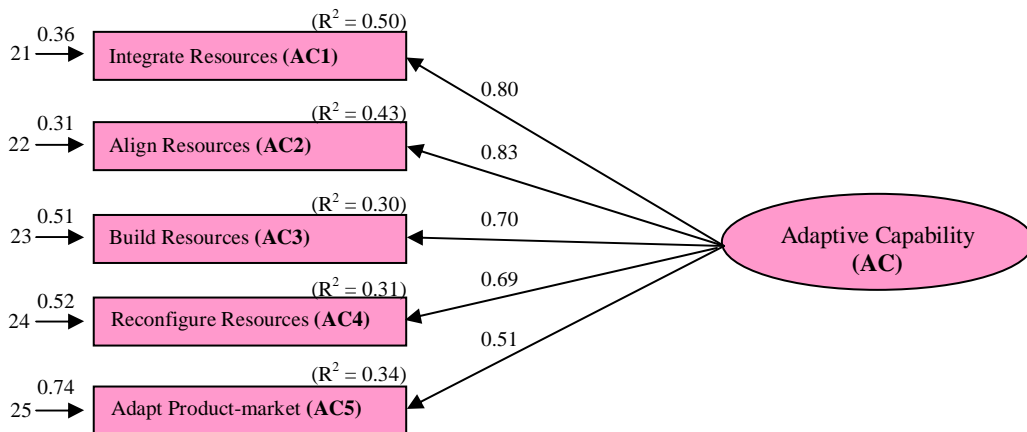 (R² = 0.50)
0.36
21
Integrate Resources (AC1)
0.80
(R² = 0.43)
0.31
22
Align Resources (AC2)
0.83
(R² = 0.30)
0.51
23
Build Resources (AC3)
0.70
Adaptive Capability
(AC)
(R² = 0.31)
0.52
24
Reconfigure Resources (AC4)
0.69
(R² = 0.34)
0.74
25
Adapt Product-market (AC5)
0.51